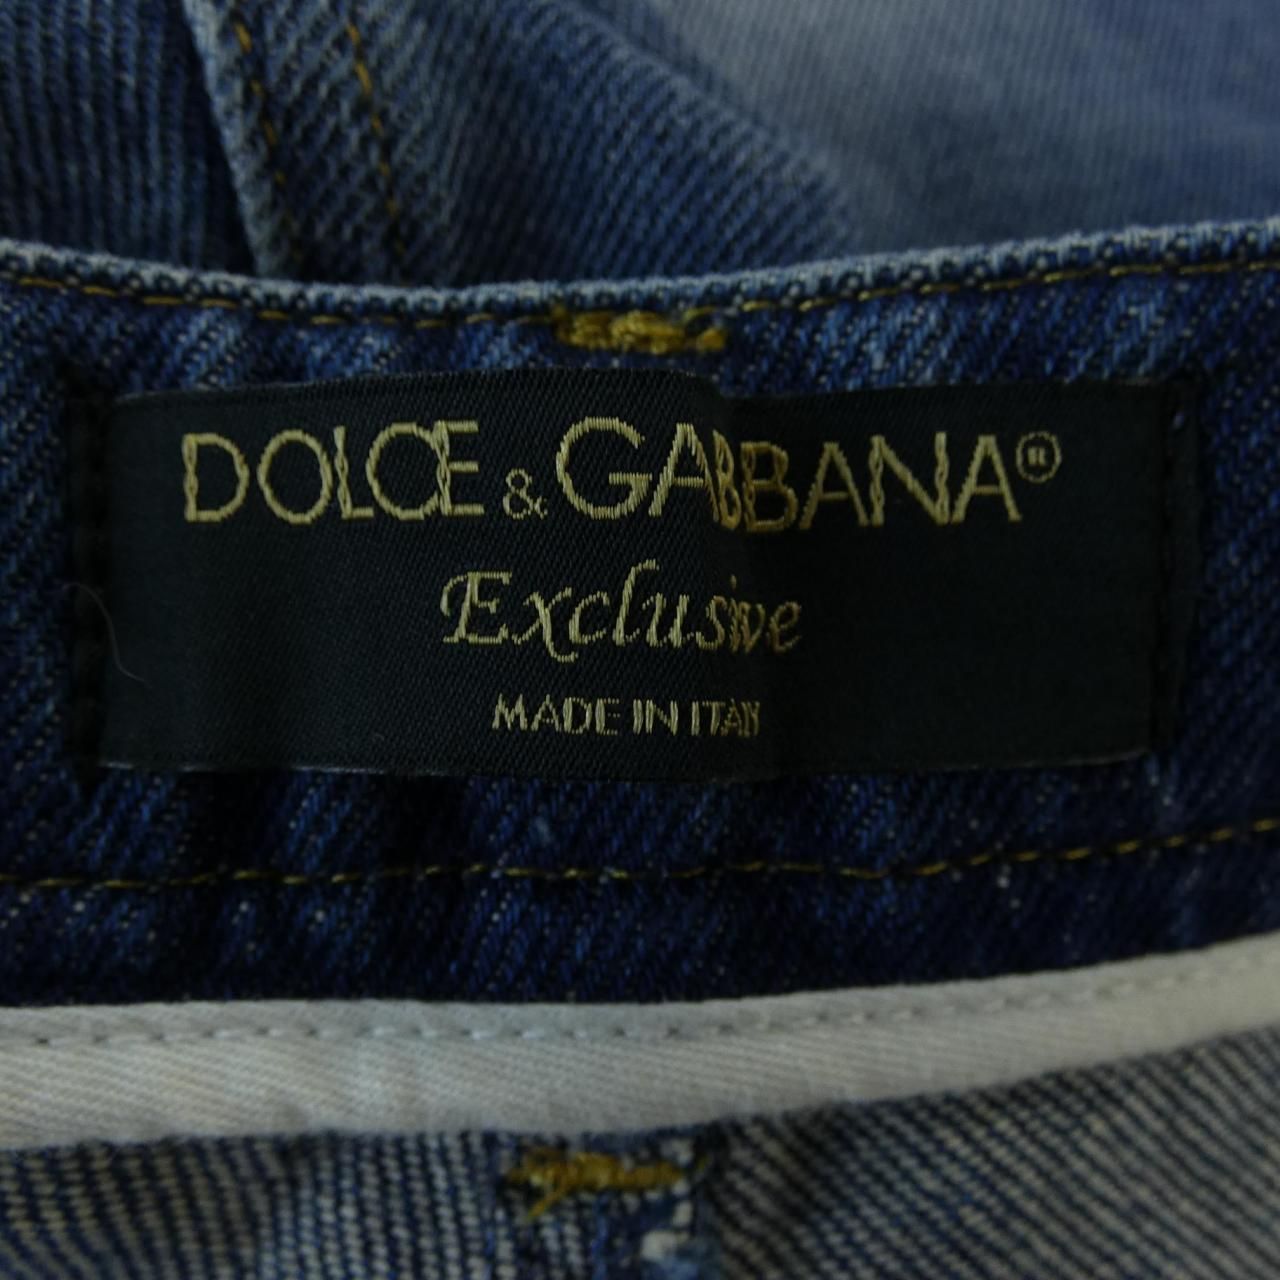 DOLCE & GABBANA®
Exclusive
MADE IN ITALY